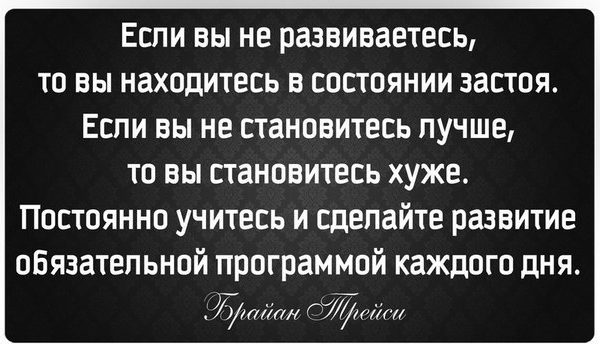 Если вы не развиваетесь,
то вы находитесь в состоянии застоя.
Если вы не становитесь лучше,
то вы становитесь хуже.
Постоянно учитесь и сделайте развитие
обязательной программой каждого дня.
Брайан Трейси